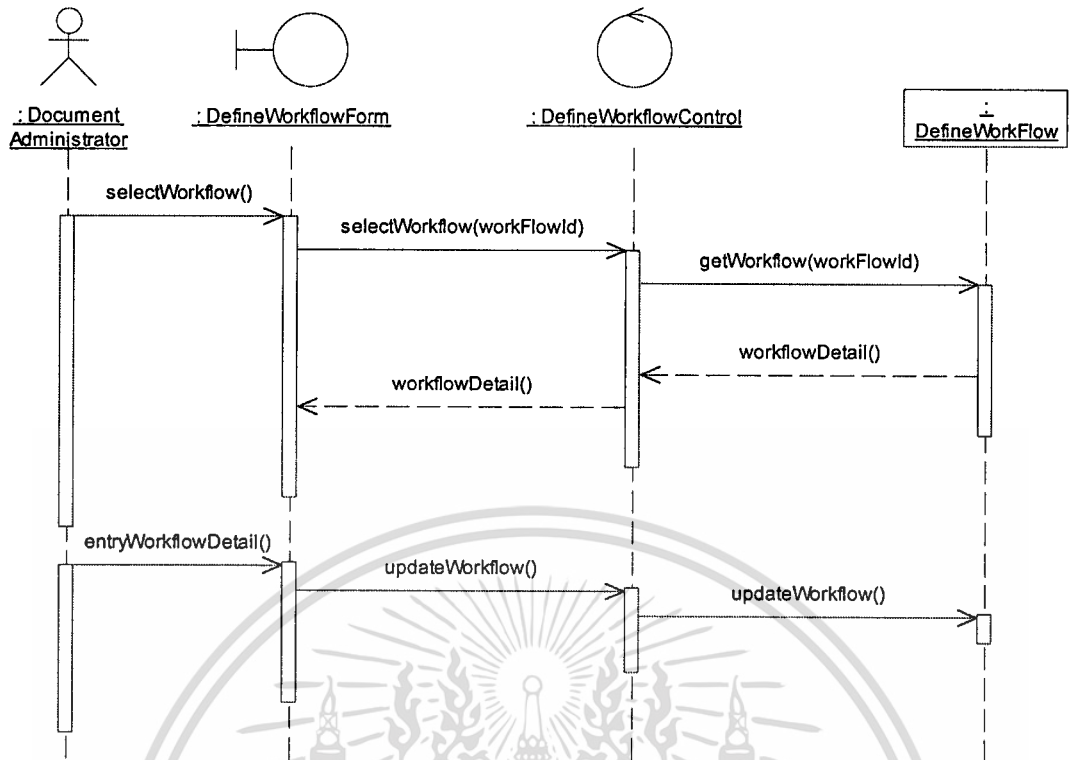 : Document
Administrator
: DefineWorkflowForm
: DefineWorkflowControl
:
DefineWorkFlow
selectWorkflow()
selectWorkflow(workFlowId)
getWorkflow(workFlowId)
workflowDetail()
workflowDetail()
entryWorkflowDetail()
updateWorkflow()
updateWorkflow()